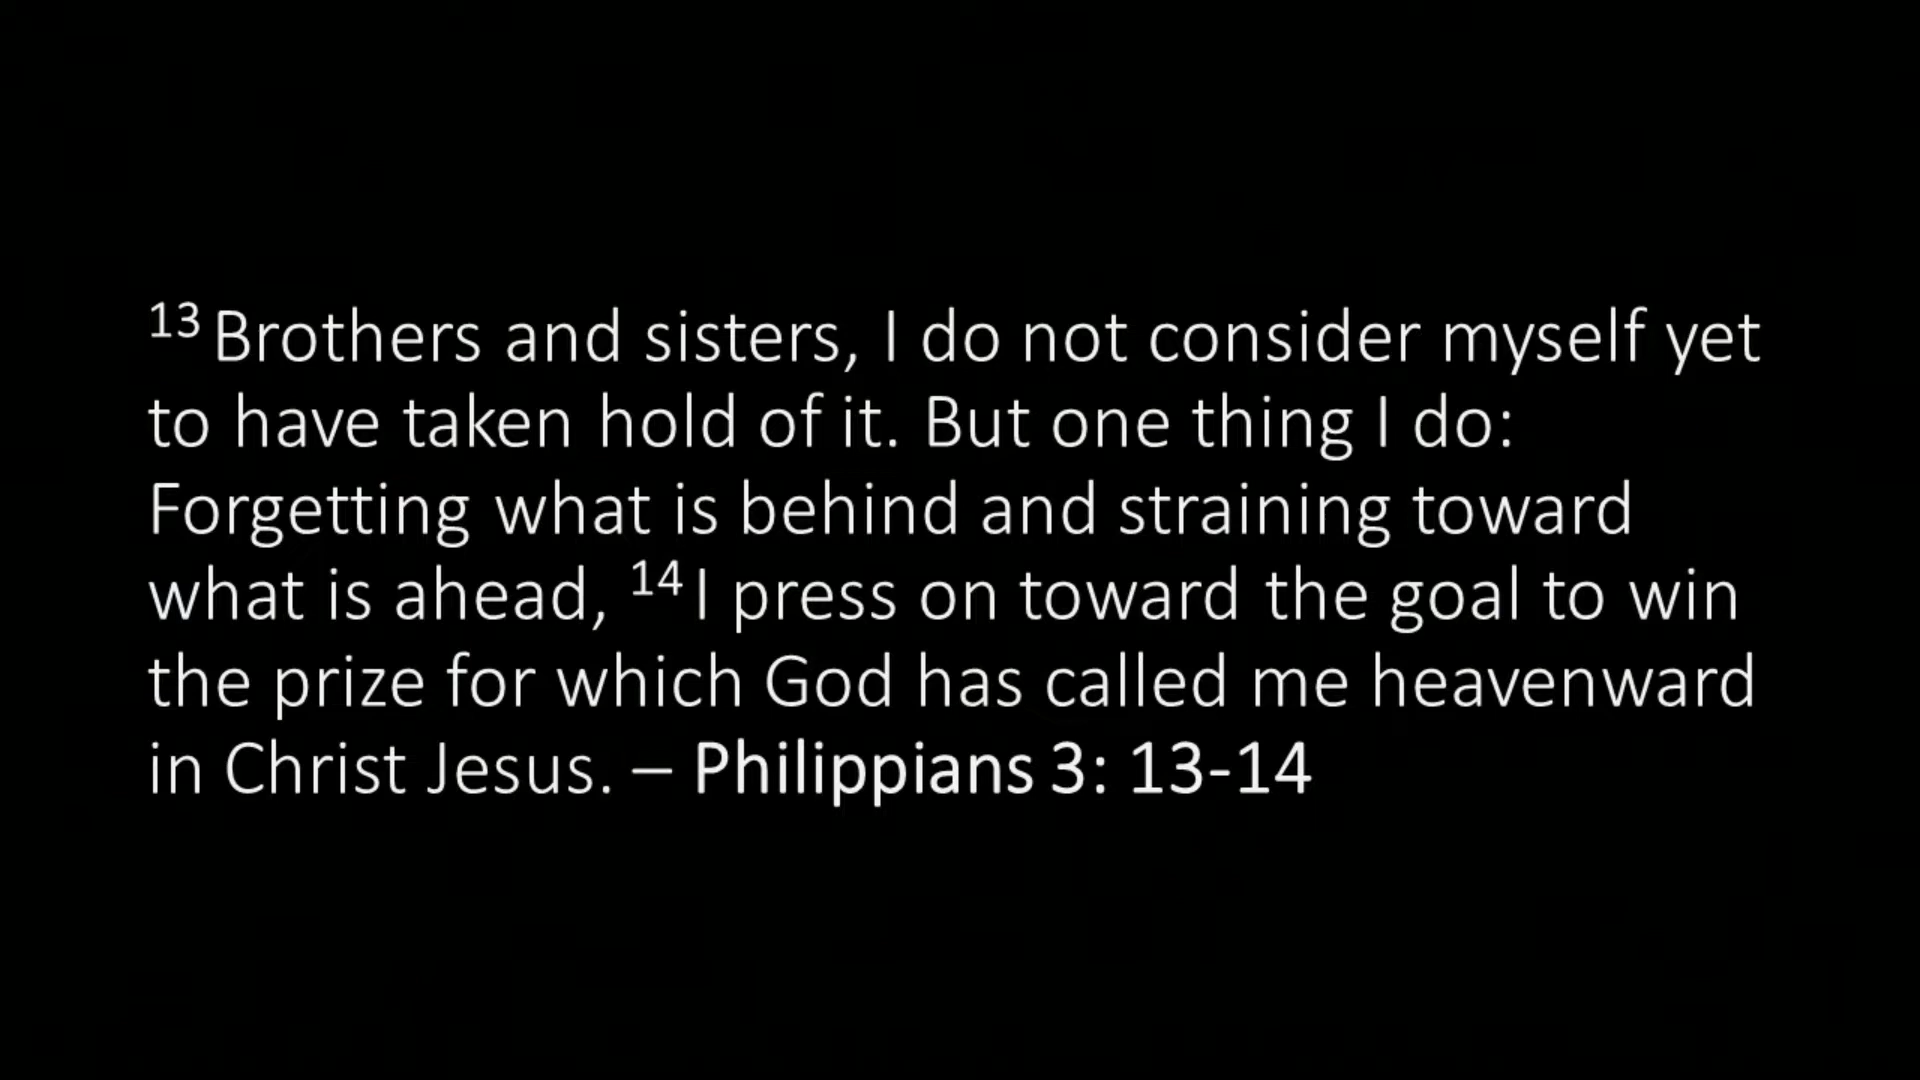 13 Brothers and sisters, I do not consider myself yet
to have taken hold of it. But one thing I do:
Forgetting what is behind and straining toward
what is ahead, 14 I press on toward the goal to win
the prize for which God has called me heavenward
in Christ Jesus. – Philippians 3: 13-14